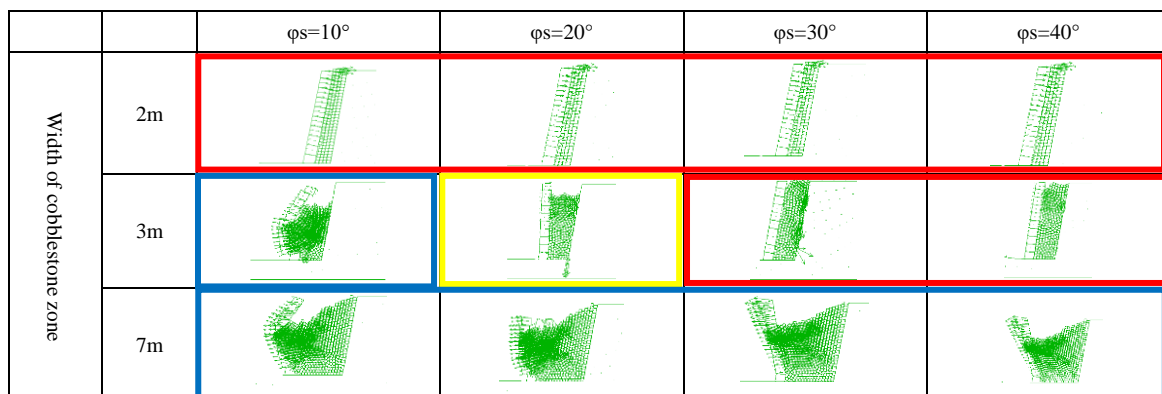 φs=10°
φs=20°
φs=30°
φs=40°
Width of cobblestone zone
2m
3m
7m